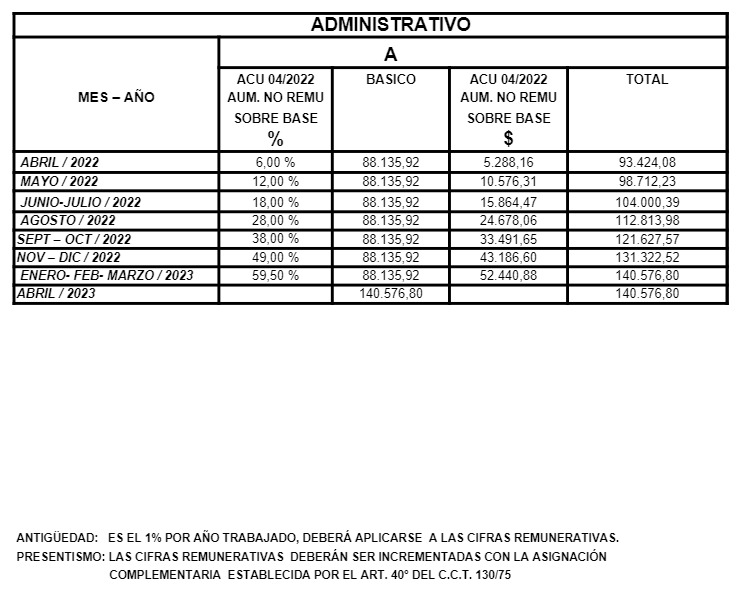 ADMINISTRATIVO
MES – AÑO
A
ACU 04/2022 AUM. NO REMU SOBRE BASE % BASICO ACU 04/2022 AUM. NO REMU SOBRE BASE $ TOTAL
ABRIL / 2022 6,00 % 88.135,92 5.288,16 93.424,08
MAYO / 2022 12,00 % 88.135,92 10.576,31 98.712,23
JUNIO-JULIO / 2022 18,00 % 88.135,92 15.864,47 104.000,39
AGOSTO / 2022 28,00 % 88.135,92 24.678,06 112.813,98
SEPT – OCT / 2022 38,00 % 88.135,92 33.491,65 121.627,57
NOV – DIC / 2022 49,00 % 88.135,92 43.186,60 131.322,52
ENERO- FEB- MARZO / 2023 59,50 % 88.135,92 52.440,88 140.576,80
ABRIL / 2023 140.576,80 140.576,80
ANTIGÜEDAD: ES EL 1% POR AÑO TRABAJADO, DEBERÁ APLICARSE A LAS CIFRAS REMUNERATIVAS.
PRESENTISMO: LAS CIFRAS REMUNERATIVAS DEBERÁN SER INCREMENTADAS CON LA ASIGNACIÓN
COMPLEMENTARIA ESTABLECIDA POR EL ART. 40° DEL C.C.T. 130/75